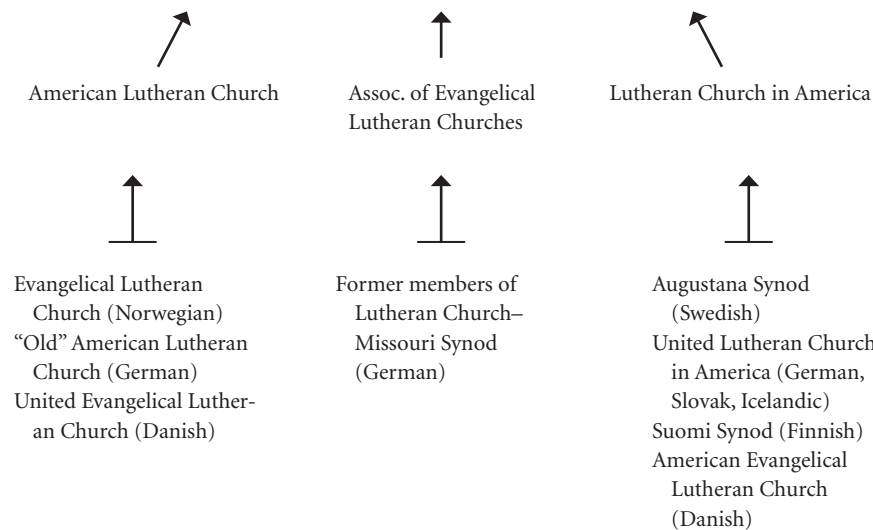 American Lutheran Church
Assoc. of Evangelical
Lutheran Churches
Lutheran Church in America
Evangelical Lutheran
Church (Norwegian)
“Old” American Lutheran
Church (German)
United Evangelical Luther-
an Church (Danish)
Former members of
Lutheran Church–
Missouri Synod
(German)
Augustana Synod
(Swedish)
United Lutheran Church
in America (German,
Slovak, Icelandic)
Suomi Synod (Finnish)
American Evangelical
Lutheran Church
(Danish)